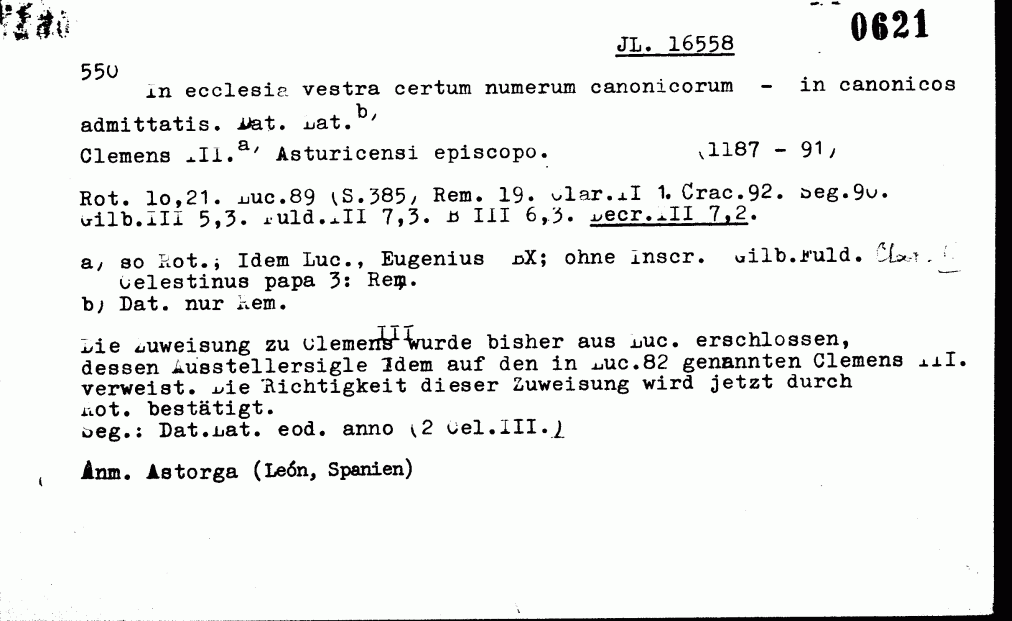 0621
JL. 16558
550
In ecclesia vestra certum numerum canonicorum - in canonicos
admittatis. Dat. Lat.b)
Clemens III.a) Asturicensi episcopo. (1187 - 91)
Rot. 10,21. Luc.89 (S.385) Rem. 19. Clar.II 1. Crac.92. Seg.90.
Gilb.III 5,3. Fuld.III 7,3. B III 6,3. Decr.III 7,2.
a) so Rot.; Idem Luc., Eugenius BX; ohne Inscr. Gilb.Fuld. Clar.
Celestinus papa 3: Rem.
b) Dat. nur Rem.
Die Zuweisung zu Clemens III wurde bisher aus Luc. erschlossen,
dessen Ausstellersigle Idem auf den in Luc.82 genannten Clemens III.
verweist. Die Richtigkeit dieser Zuweisung wird jetzt durch
Rot. bestätigt.
Seg.: Dat.Lat. eod. anno (2 Cel.III.)
Anm. Astorga (León, Spanien)